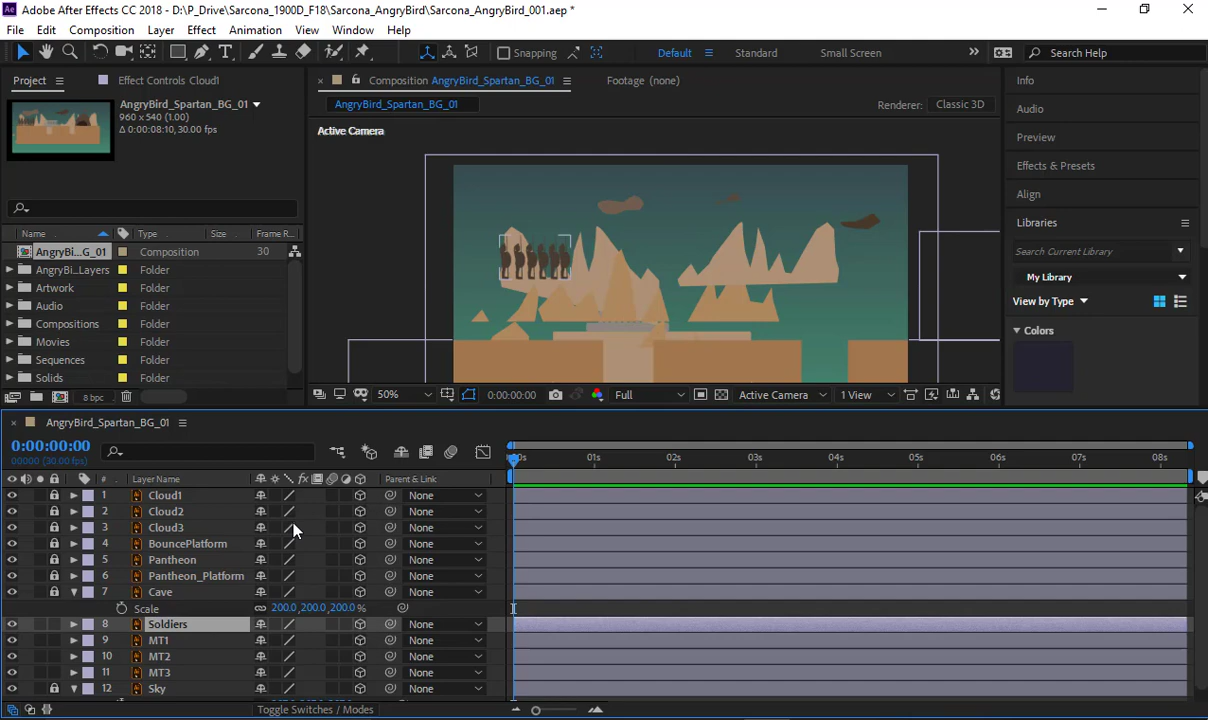 Adobe After Effects CC 2018 - D:\P_Drive\Sarcona_1900D_F18\Sarcona_AngryBird\Sarcona_AngryBird_001.aep *
File Edit Composition Layer Effect Animation View Window Help
Snapping Default Standard Small Screen Search Help
Project Effect Controls Cloud1 Composition AngryBird_Spartan_BG_01 Footage (none) Info
AngryBird_Spartan_BG_01 AngryBird_Spartan_BG_01 Renderer: Classic 3D Audio
960 x 540 (1.00)
Δ 0:00:08:10, 30.00 fps
Active Camera Preview
Effects & Presets
Align
Libraries
Name Type Size Frame R...
AngryBi...G_01 Composition 30 Search Current Library
AngryBi...Layers Folder My Library
Artwork Folder
Audio Folder View by Type
Compositions Folder Colors
Movies Folder
Sequences Folder
Solids Folder
8 bpc 50% 0:00:00:00 Full Active Camera 1 View
AngryBird_Spartan_BG_01
0:00:00:00
00000 (30.00 fps) 01s 02s 03s 04s 05s 06s 07s 08s
# Layer Name fx Parent & Link
1 Cloud1 None
2 Cloud2 None
3 Cloud3 None
4 BouncePlatform None
5 Pantheon None
6 Pantheon_Platform None
7 Cave None
Scale 200.0,200.0,200.0 %
8 Soldiers None
9 MT1 None
10 MT2 None
11 MT3 None
12 Sky None
Toggle Switches / Modes